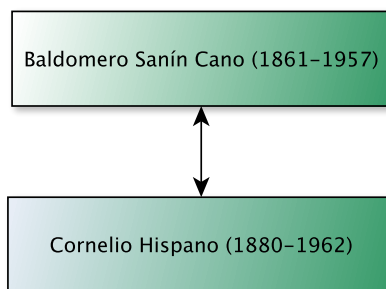 Baldomero Sanín Cano (1861–1957)
Cornelio Hispano (1880–1962)